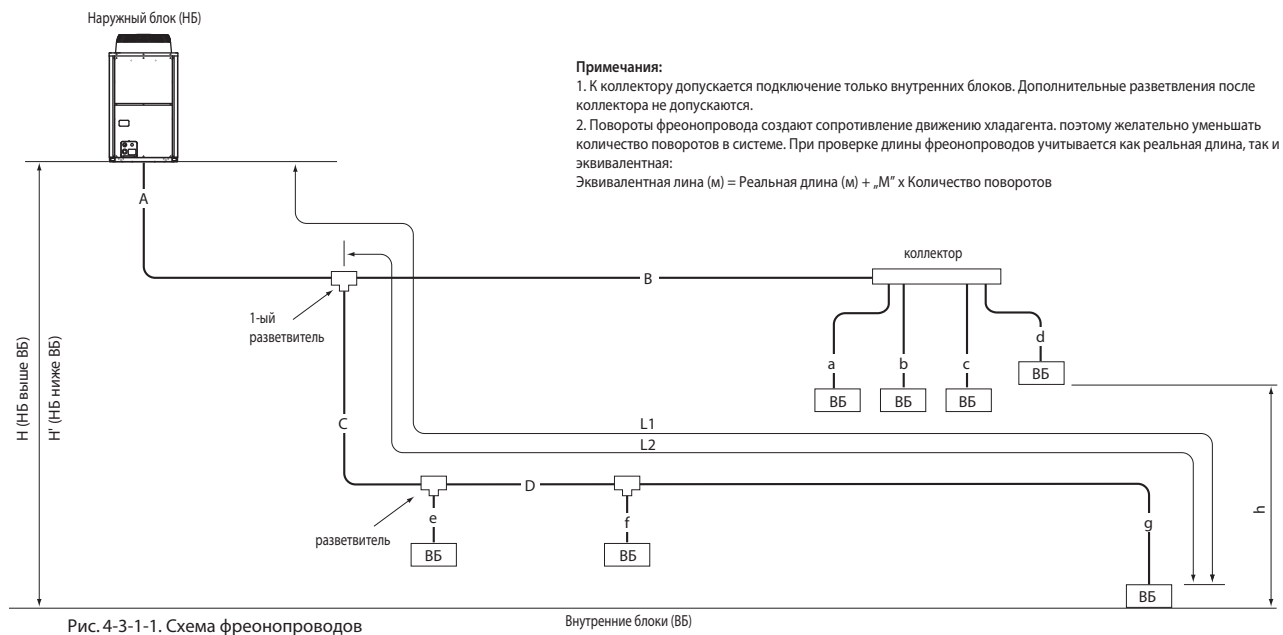 Наружный блок (НБ)
Примечания:
1. К коллектору допускается подключение только внутренних блоков. Дополнительные разветвления после
коллектора не допускаются.
2. Повороты фреонопровода создают сопротивление движению хладагента. поэтому желательно уменьшать
количество поворотов в системе. При проверке длины фреонопроводов учитывается как реальная длина, так и
эквивалентная:
Эквивалентная лина (м) = Реальная длина (м) + „М" х Количество поворотов
A
коллектор
B
1-ый
разветвитель
a
b
c
d
ВБ
ВБ
ВБ
ВБ
H (НБ выше ВБ)
H' (НБ ниже ВБ)
C
L1
L2
D
e
f
g
h
разветвитель
ВБ
ВБ
ВБ
Рис. 4-3-1-1. Схема фреонопроводов
Внутренние блоки (ВБ)